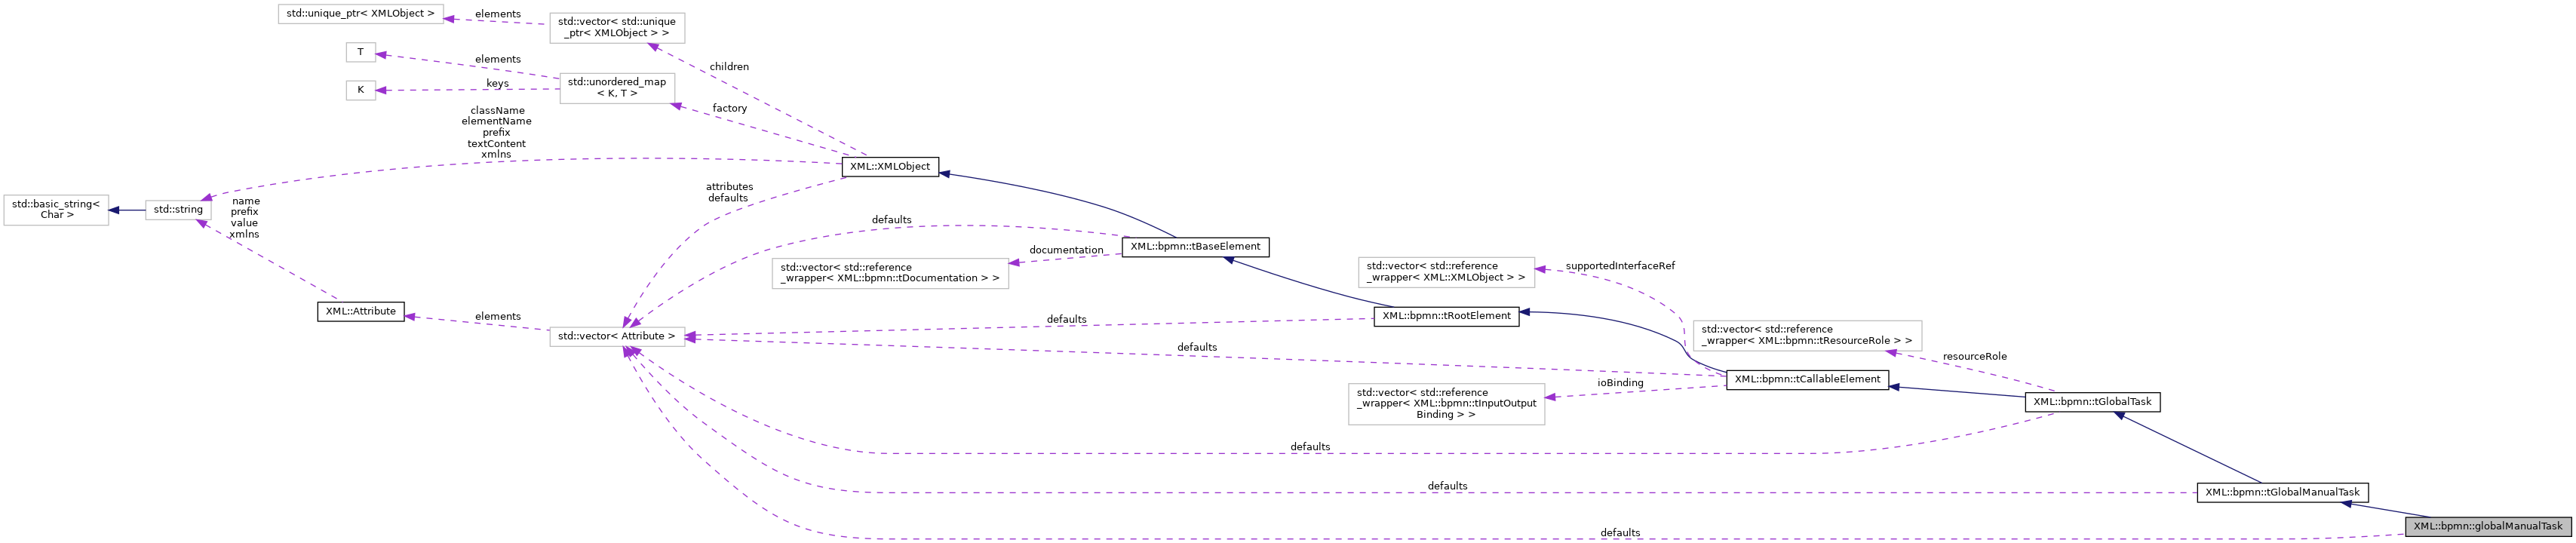 std::unique_ptr< XMLObject >
elements
std::vector< std::unique
_ptr< XMLObject > >
T
elements
children
K
keys
std::unordered_map
< K, T >
factory
className
elementName
prefix
textContent
xmlns
XML::XMLObject
std::basic_string<
Char >
std::string
name
prefix
value
xmlns
attributes
defaults
defaults
XML::bpmn::tBaseElement
documentation
std::vector< std::reference
_wrapper< XML::bpmn::tDocumentation > >
std::vector< std::reference
_wrapper< XML::XMLObject > >
supportedInterfaceRef
XML::Attribute
elements
std::vector< Attribute >
defaults
XML::bpmn::tRootElement
defaults
std::vector< std::reference
_wrapper< XML::bpmn::tResourceRole > >
resourceRole
std::vector< std::reference
_wrapper< XML::bpmn::tInputOutput
Binding > >
ioBinding
XML::bpmn::tCallableElement
XML::bpmn::tGlobalTask
defaults
defaults
XML::bpmn::tGlobalManualTask
defaults
XML::bpmn::globalManualTask